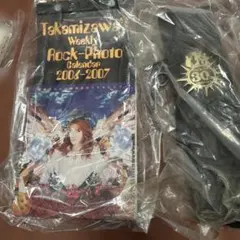 Takamizawa
Weekly
Rock-Photo
Calendar
2006-2007
30